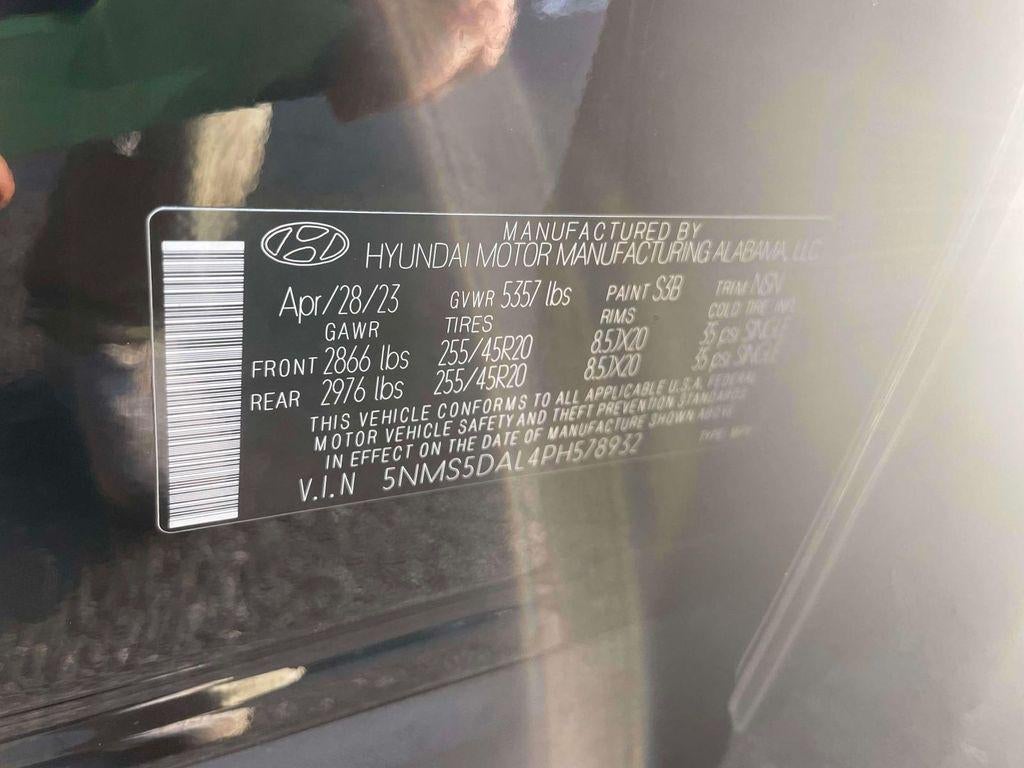 MANUFACTURED BY
HYUNDAI MOTOR MANUFACTURING ALABAMA, LLC
Apr/28/23 GVWR 5357 lbs PAINT S3B TRIM NSV
GAWR TIRES RIMS COLD TIRE INF.
FRONT 2866 lbs 255/45R20 8.5JX20 35 psi SINGLE
REAR 2976 lbs 255/45R20 8.5JX20 35 psi SINGLE
THIS VEHICLE CONFORMS TO ALL APPLICABLE U.S.A. FEDERAL
MOTOR VEHICLE SAFETY AND THEFT PREVENTION STANDARDS
IN EFFECT ON THE DATE OF MANUFACTURE SHOWN ABOVE
V.I.N 5NMS5DAL4PH578932